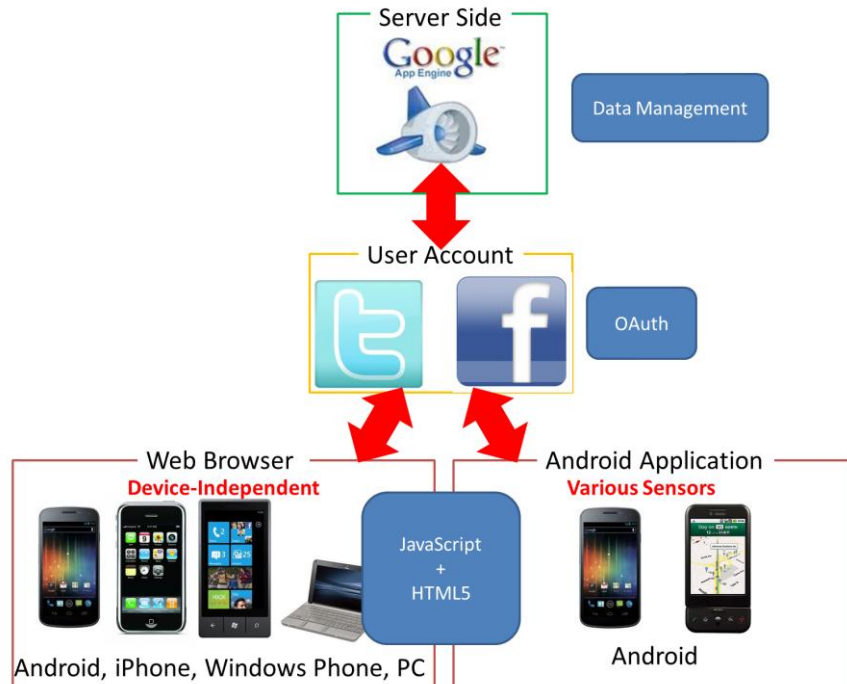 Server Side
Google™
App Engine
Data Management
User Account
OAuth
Web Browser
Device-Independent
Android Application
Various Sensors
JavaScript
+
HTML5
Android, iPhone, Windows Phone, PC
Android